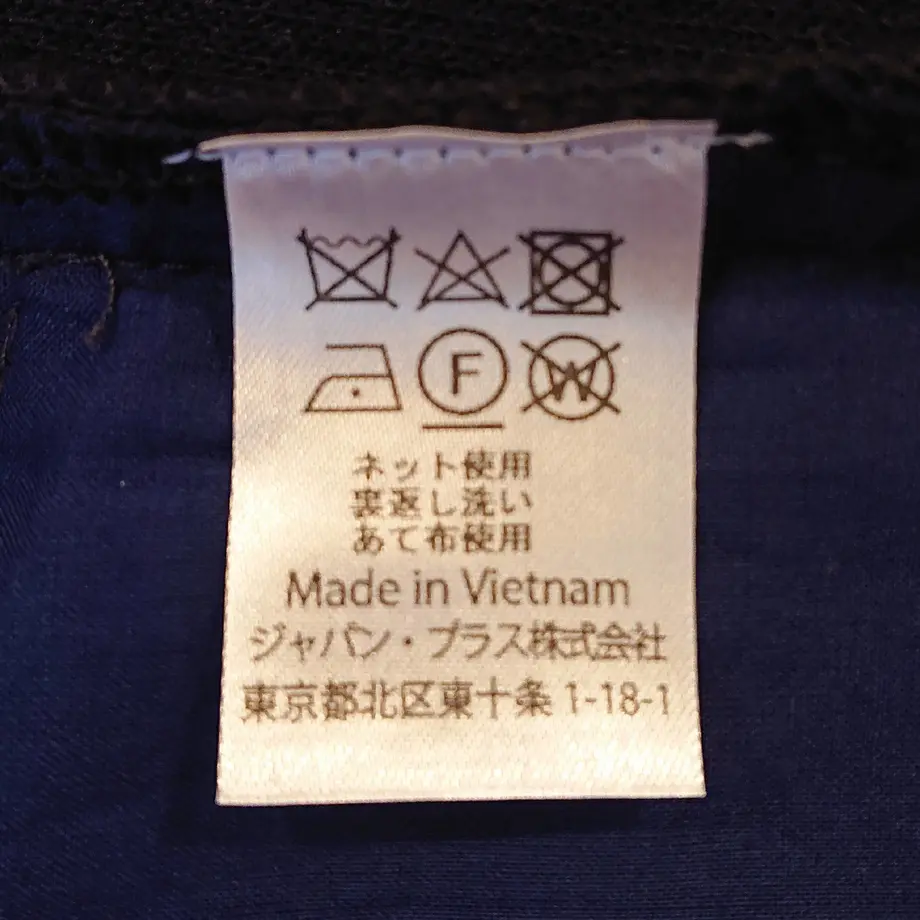 F W
ネット使用
裏返し洗い
あて布使用
Made in Vietnam
ジャパン・プラス株式会社
東京都北区東十条 1-18-1